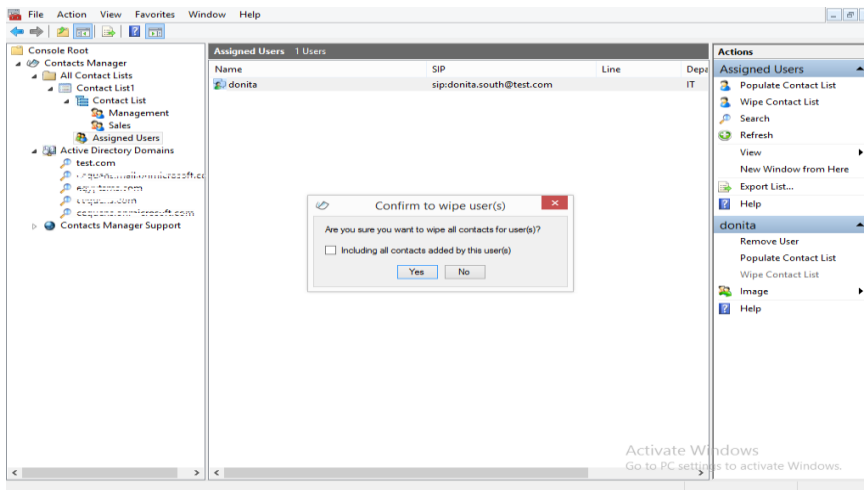 File Action View Favorites Window Help
Console Root
Contacts Manager
All Contact Lists
Contact List1
Contact List
Management
Sales
Assigned Users
Active Directory Domains
test.com
Contacts Manager Support
Assigned Users 1 Users
Name SIP Line Depa
donita sip:donita.south@test.com IT
Confirm to wipe user(s)
Are you sure you want to wipe all contacts for user(s)?
Including all contacts added by this user(s)
Yes No
Actions
Assigned Users
Populate Contact List
Wipe Contact List
Search
Refresh
View
New Window from Here
Export List...
Help
donita
Remove User
Populate Contact List
Wipe Contact List
Image
Help
Activate Windows
Go to PC settings to activate Windows.